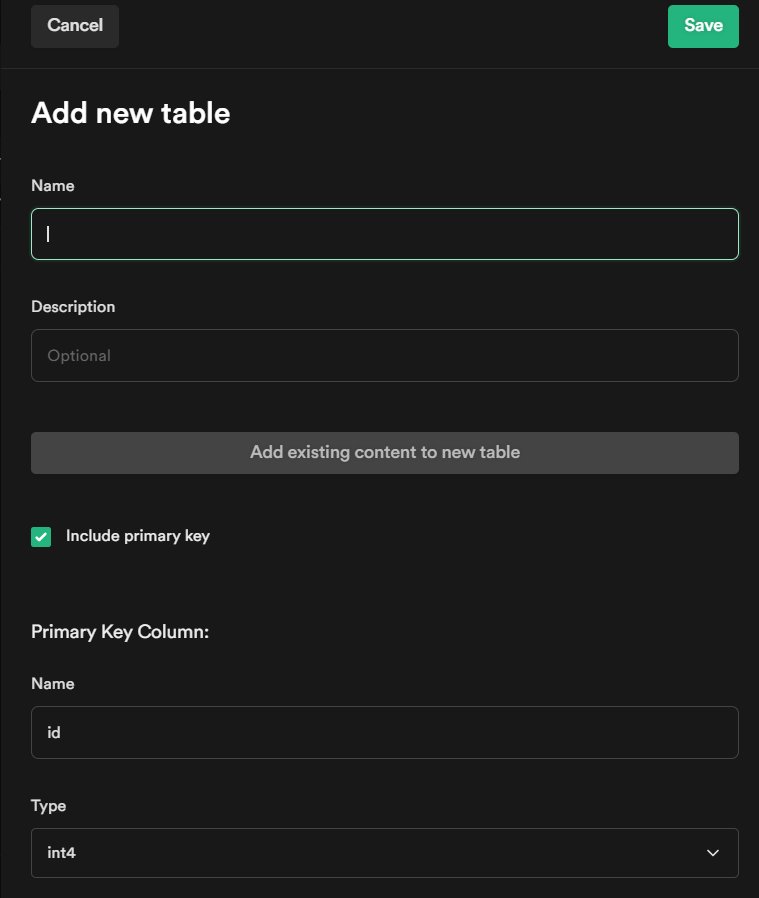 Cancel
Save
Add new table
Name
Description
Optional
Add existing content to new table
Include primary key
Primary Key Column:
Name
id
Type
int4